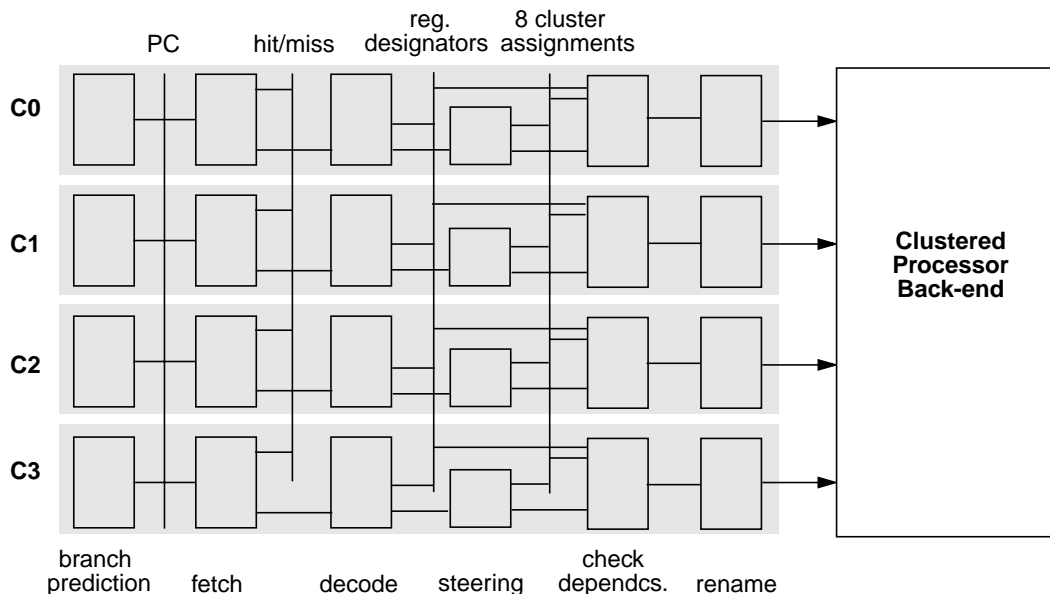 PC
hit/miss
reg.
designators
8 cluster
assignments
C0
C1
C2
C3
Clustered
Processor
Back-end
branch
prediction
fetch
decode
steering
check
dependcs.
rename